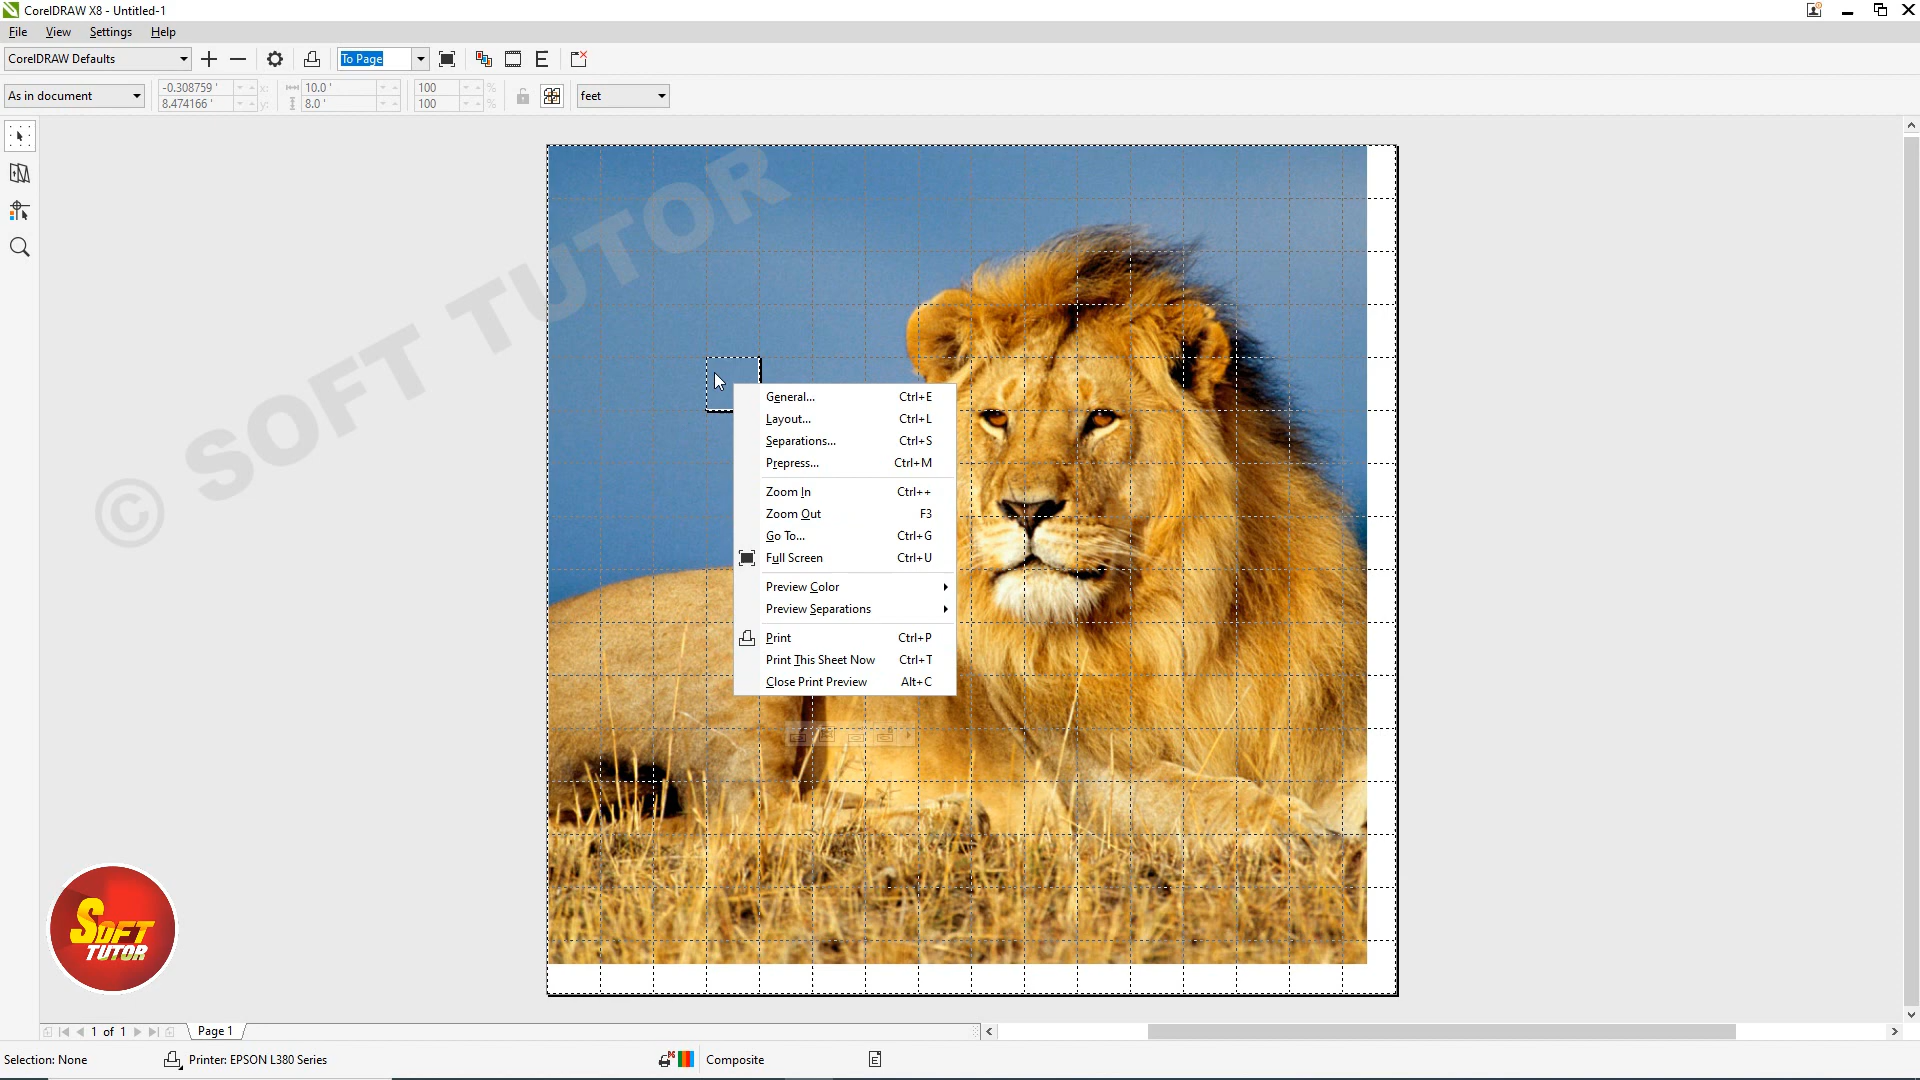 CorelDRAW X8 - Untitled-1
File View Settings Help
CorelDRAW Defaults To Page E
As in document -0.308759 ' x: 10.0 ' 100 % feet
8.474166 ' y: 8.0 ' 100 %
© SOFT TUTOR
General... Ctrl+E
Layout... Ctrl+L
Separations... Ctrl+S
Prepress... Ctrl+M
Zoom In Ctrl++
Zoom Out F3
Go To... Ctrl+G
Full Screen Ctrl+U
Preview Color
Preview Separations
Print Ctrl+P
Print This Sheet Now Ctrl+T
Close Print Preview Alt+C
SOFT
TUTOR
1 of 1 Page 1
Selection: None Printer: EPSON L380 Series Composite E